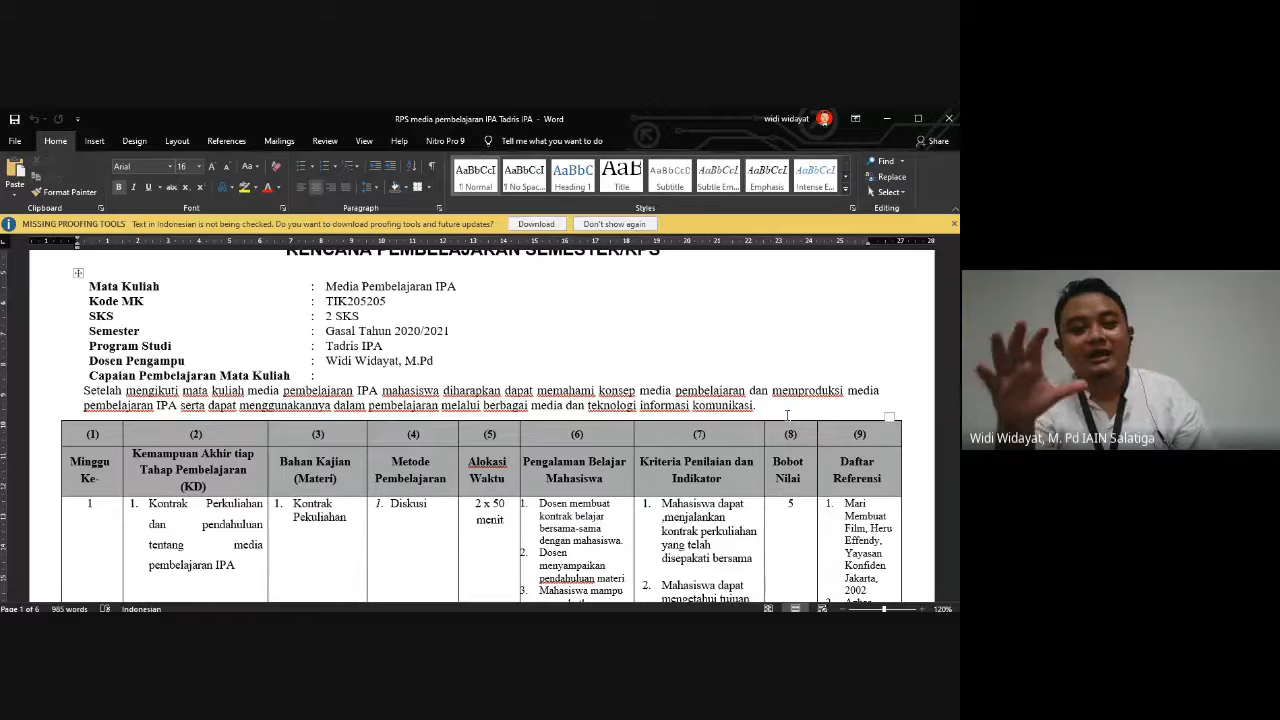 RPS media pembelajaran IPA Tadris IPA - Word
widi widayat
File Home Insert Design Layout References Mailings Review View Help Nitro Pro 9 Tell me what you want to do Share
Paste
Format Painter
Clipboard
Arial 16
Font
Paragraph
AaBbCcI AaBbCcI AaBbC AaB AaBbCcC AaBbCcI AaBbCcI AaBbCcI
¶ Normal ¶ No Spac... Heading 1 Title Subtitle Subtle Em... Emphasis Intense E...
Styles
Find
Replace
Select
Editing
MISSING PROOFING TOOLS Text in Indonesian is not being checked. Do you want to download proofing tools and future updates? Download Don't show again
RENCANA PEMBELAJARAN SEMESTER/RPS
Mata Kuliah : Media Pembelajaran IPA
Kode MK : TIK205205
SKS : 2 SKS
Semester : Gasal Tahun 2020/2021
Program Studi : Tadris IPA
Dosen Pengampu : Widi Widayat, M.Pd
Capaian Pembelajaran Mata Kuliah :
Setelah mengikuti mata kuliah media pembelajaran IPA mahasiswa diharapkan dapat memahami konsep media pembelajaran dan memproduksi media
pembelajaran IPA serta dapat menggunakannya dalam pembelajaran melalui berbagai media dan teknologi informasi komunikasi.
(1) (2) (3) (4) (5) (6) (7) (8) (9)
Minggu
Ke-
Kemampuan Akhir tiap
Tahap Pembelajaran
(KD)
Bahan Kajian
(Materi)
Metode
Pembelajaran
Alokasi
Waktu
Pengalaman Belajar
Mahasiswa
Kriteria Penilaian dan
Indikator
Bobot
Nilai
Daftar
Referensi
1
1. Kontrak Perkuliahan
dan pendahuluan
tentang media
pembelajaran IPA
1. Kontrak
Pekuliahan
1. Diskusi
2 x 50
menit
1. Dosen membuat
kontrak belajar
bersama-sama
dengan mahasiswa.
2. Dosen
menyampaikan
pendahuluan materi
3. Mahasiswa mampu
1. Mahasiswa dapat
,menjalankan
kontrak perkuliahan
yang telah
disepakati bersama
2. Mahasiswa dapat
mengetahui tujuan
5
1. Mari
Membuat
Film, Heru
Effendy,
Yayasan
Konfiden
Jakarta,
2002
Page 1 of 6 985 words Indonesian 120%
Widi Widayat, M. Pd IAIN Salatiga